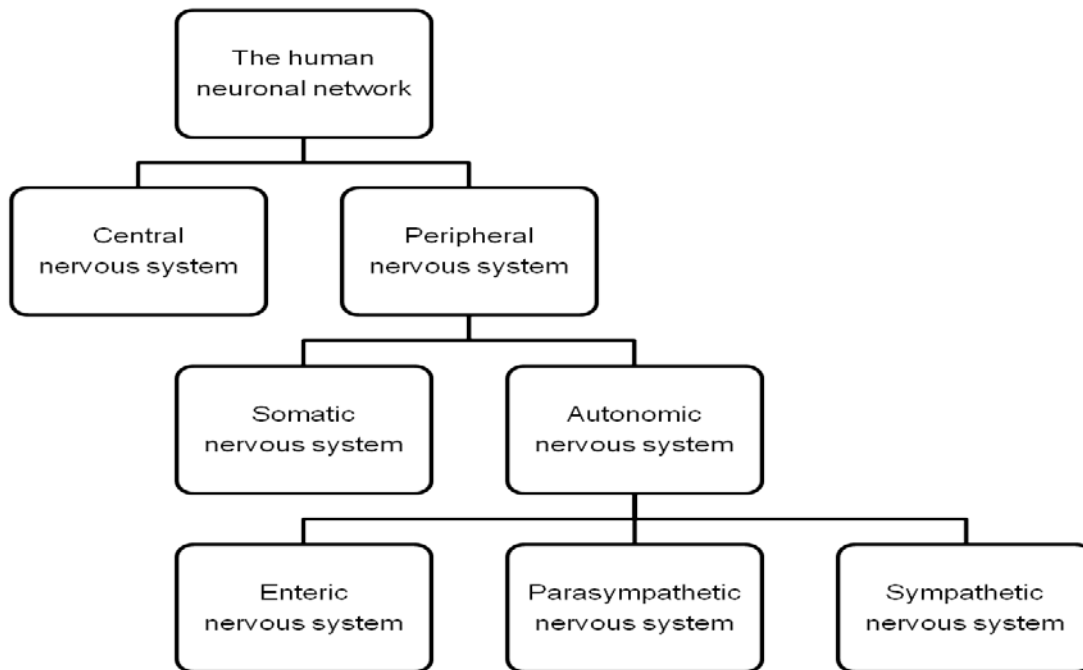 The human
neuronal network
Central
nervous system
Peripheral
nervous system
Somatic
nervous system
Autonomic
nervous system
Enteric
nervous system
Parasympathetic
nervous system
Sympathetic
nervous system